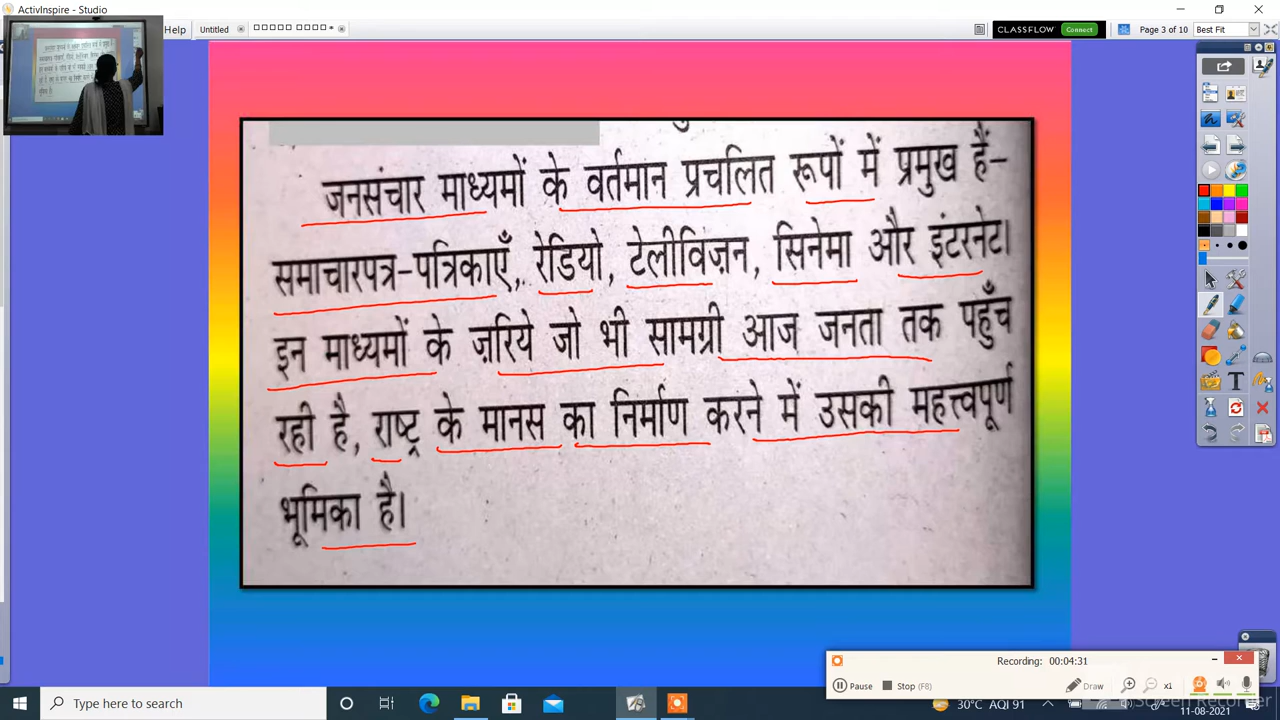 ActivInspire - Studio
Help
Untitled
CLASSFLOW
Connect
Page 3 of 10
Best Fit
जनसंचार माध्यमों के वर्तमान प्रचलित रूपों में प्रमुख हैं-
समाचारपत्र-पत्रिकाएँ, रेडियो, टेलीविज़न, सिनेमा और इंटरनेट।
इन माध्यमों के ज़रिये जो भी सामग्री आज जनता तक पहुँच
रही है, राष्ट्र के मानस का निर्माण करने में उसकी महत्त्वपूर्ण
भूमिका है।
Recording: 00:04:31
Pause
Stop (F8)
Draw
x1
Screen Recorder
Type here to search
30°C AQI 91
11-08-2021